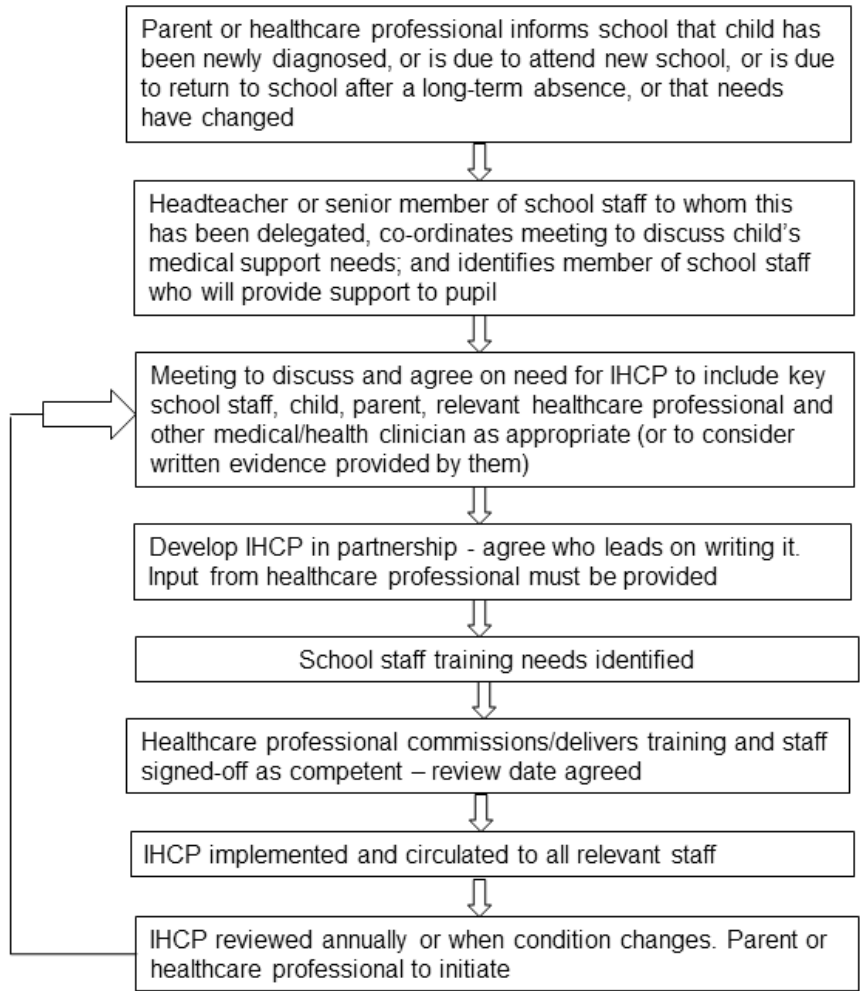 Parent or healthcare professional informs school that child has
been newly diagnosed, or is due to attend new school, or is due
to return to school after a long-term absence, or that needs
have changed
Headteacher or senior member of school staff to whom this
has been delegated, co-ordinates meeting to discuss child’s
medical support needs; and identifies member of school staff
who will provide support to pupil
Meeting to discuss and agree on need for IHCP to include key
school staff, child, parent, relevant healthcare professional and
other medical/health clinician as appropriate (or to consider
written evidence provided by them)
Develop IHCP in partnership - agree who leads on writing it.
Input from healthcare professional must be provided
School staff training needs identified
Healthcare professional commissions/delivers training and staff
signed-off as competent – review date agreed
IHCP implemented and circulated to all relevant staff
IHCP reviewed annually or when condition changes. Parent or
healthcare professional to initiate